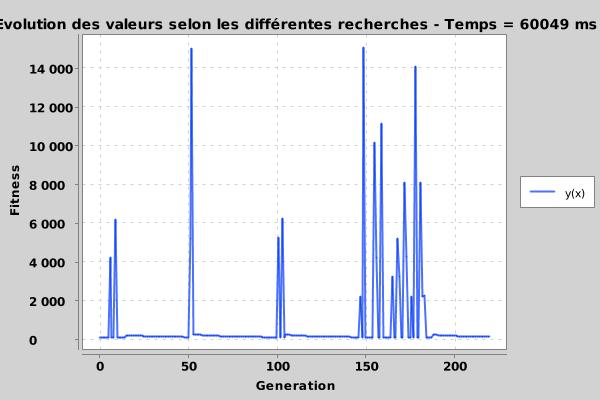 Evolution des valeurs selon les différentes recherches - Temps = 60049 ms
14 000
12 000
10 000
8 000
6 000
4 000
2 000
0
Fitness
0 50 100 150 200
Generation
y(x)